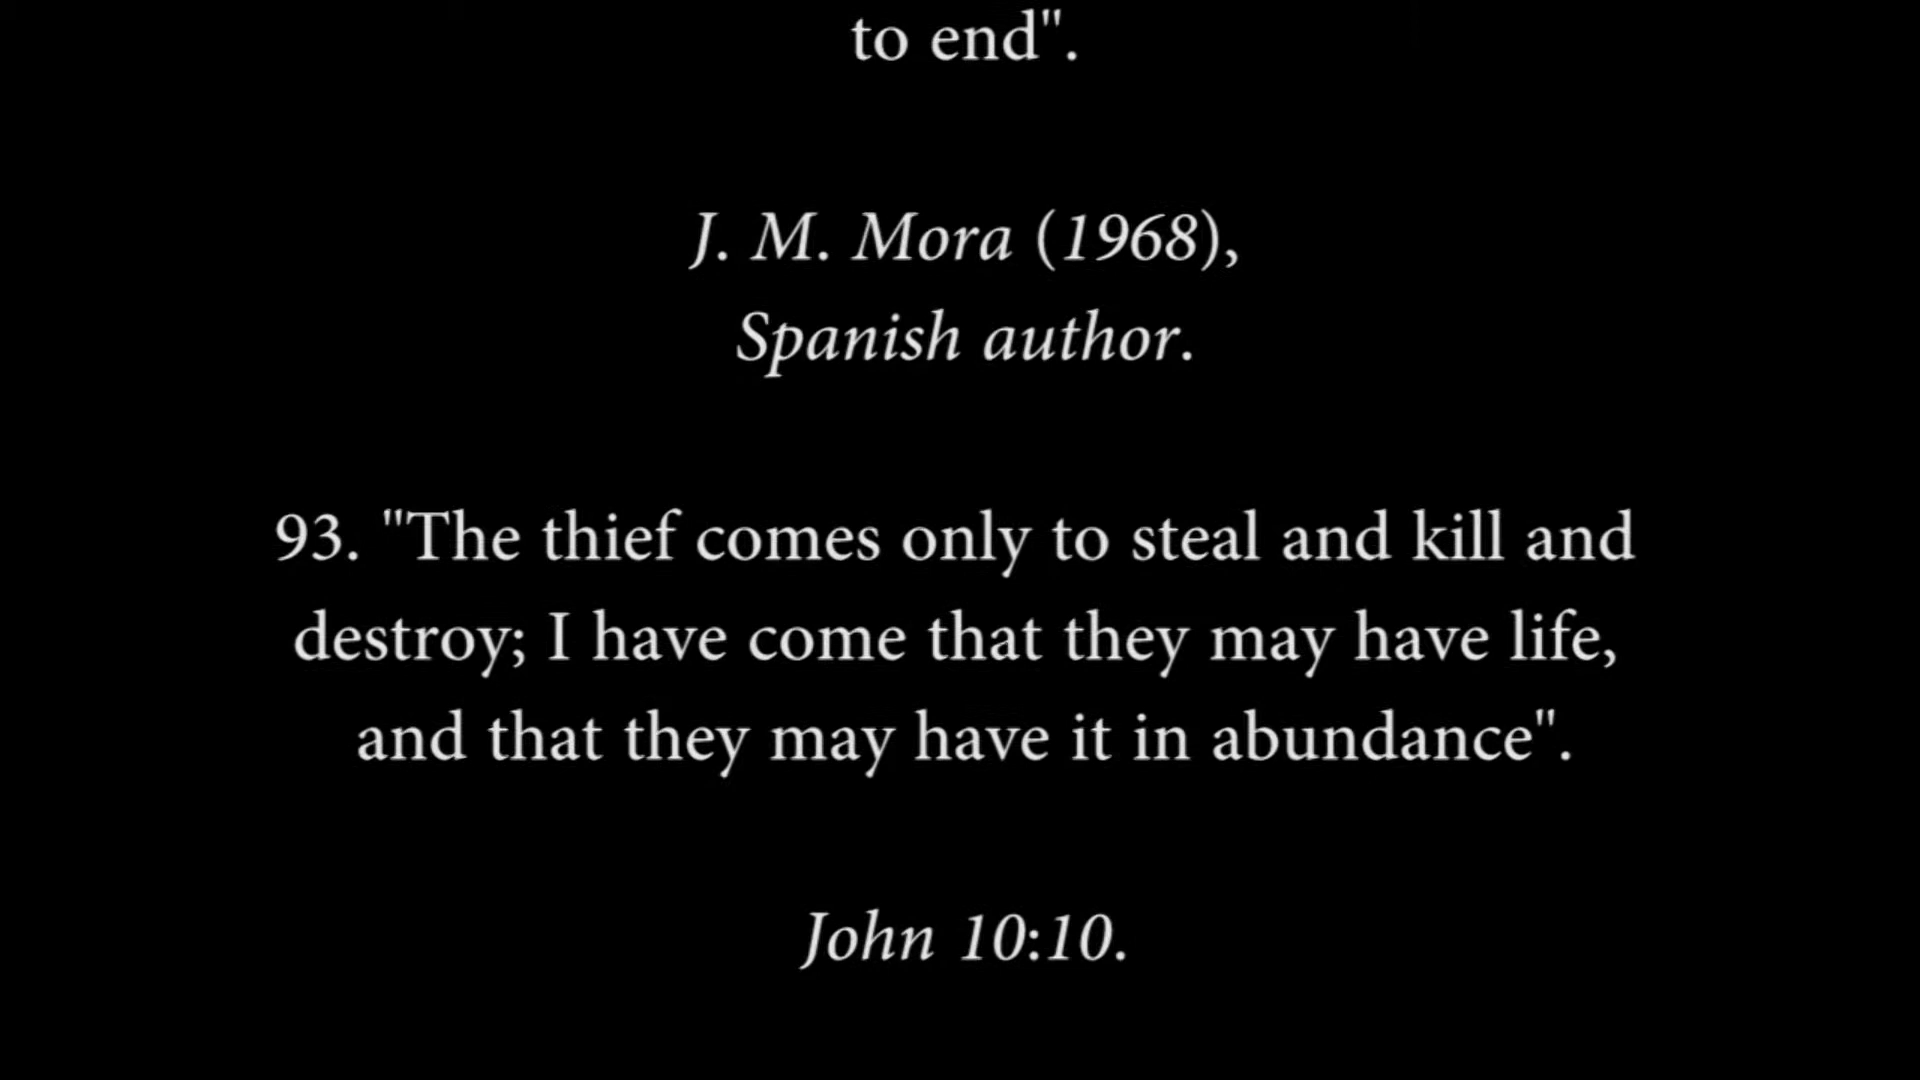 to end".
J. M. Mora (1968),
Spanish author.
93. "The thief comes only to steal and kill and
destroy; I have come that they may have life,
and that they may have it in abundance".
John 10:10.